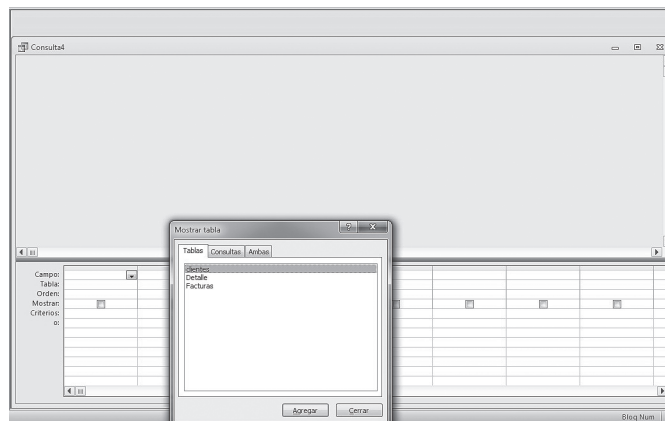 Consulta4
Mostrar tabla
Tablas Consultas Ambas
clientes
Detalle
Facturas
Campo:
Tabla:
Orden:
Mostrar:
Criterios:
o:
Agregar Cerrar
Bloq Num